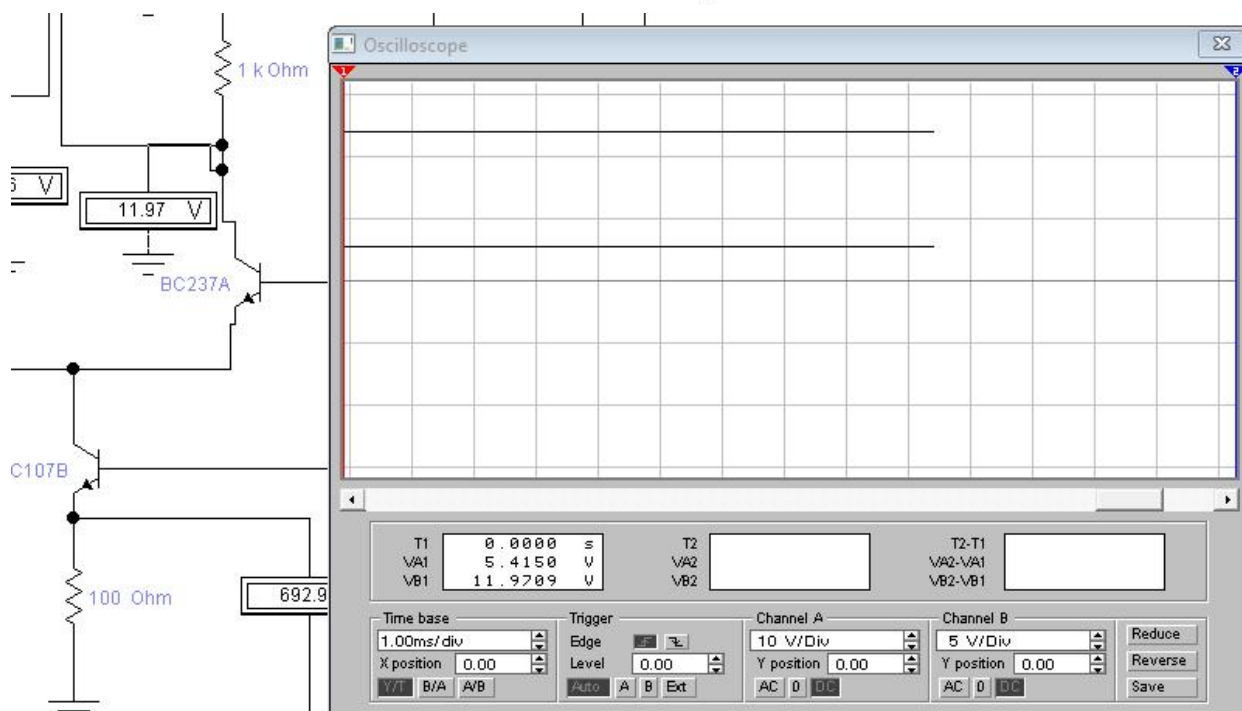 Oscilloscope
1 k Ohm
1
2
V
11.97 V
BC237A
C107B
100 Ohm
692.9
T1 0.0000 s
VA1 5.4150 V
VB1 11.9709 V
T2
VA2
VB2
T2-T1
VA2-VA1
VB2-VB1
Time base
1.00ms/div
X position 0.00
Y/T B/A A/B
Trigger
Edge
Level 0.00
Auto A B Ext
Channel A
10 V/Div
Y position 0.00
AC 0 DC
Channel B
5 V/Div
Y position 0.00
AC 0 DC
Reduce
Reverse
Save